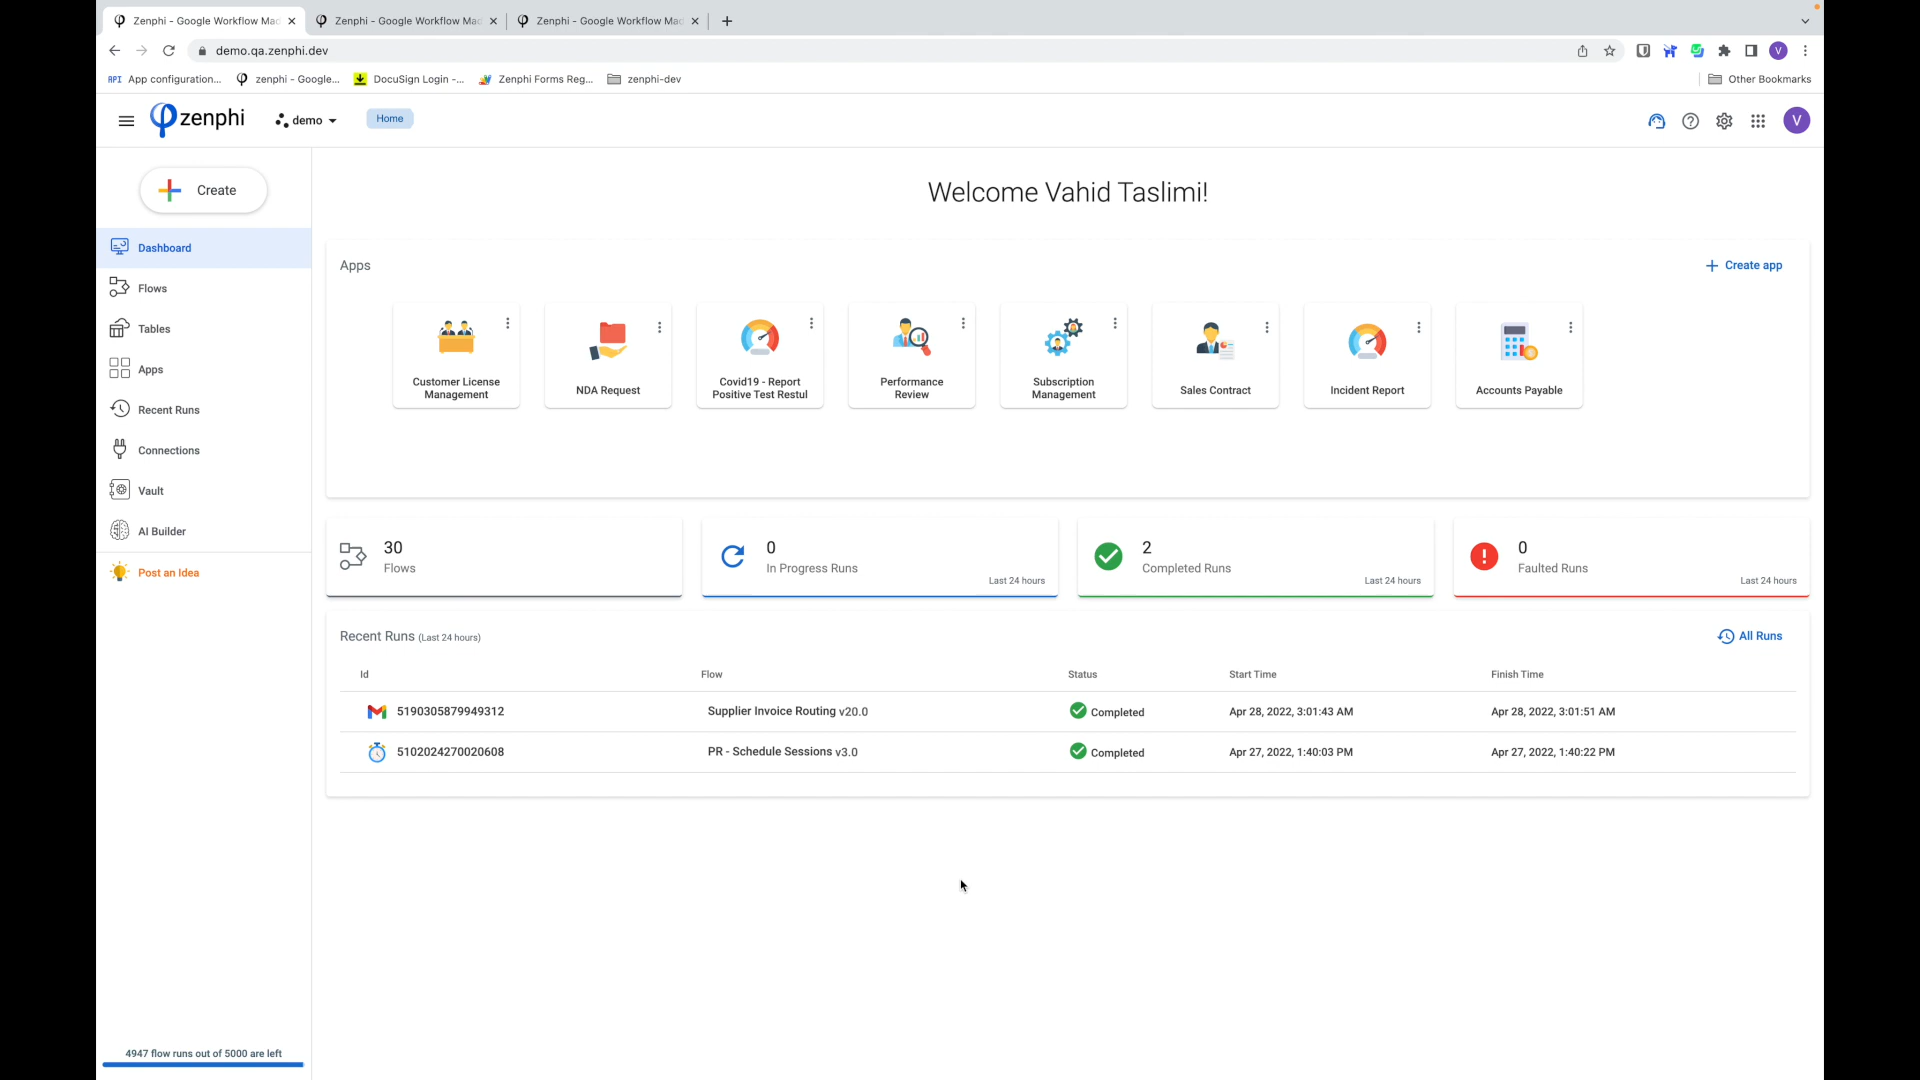 Zenphi - Google Workflow Mad
Zenphi - Google Workflow Mad
Zenphi - Google Workflow Mad
demo.qa.zenphi.dev
V
API App configuration...
zenphi - Google...
DocuSign Login -...
Zenphi Forms Reg...
zenphi-dev
Other Bookmarks
zenphi
demo
Home
V
Create
Welcome Vahid Taslimi!
Dashboard
Flows
Tables
Apps
Recent Runs
Connections
Vault
AI Builder
Post an Idea
Apps
Create app
Customer License
Management
NDA Request
Covid19 - Report
Positive Test Restul
Performance
Review
Subscription
Management
Sales Contract
Incident Report
Accounts Payable
30
Flows
0
In Progress Runs
Last 24 hours
2
Completed Runs
Last 24 hours
0
Faulted Runs
Last 24 hours
Recent Runs (Last 24 hours)
All Runs
Id Flow Status Start Time Finish Time
5190305879949312 Supplier Invoice Routing v20.0 Completed Apr 28, 2022, 3:01:43 AM Apr 28, 2022, 3:01:51 AM
5102024270020608 PR - Schedule Sessions v3.0 Completed Apr 27, 2022, 1:40:03 PM Apr 27, 2022, 1:40:22 PM
4947 flow runs out of 5000 are left